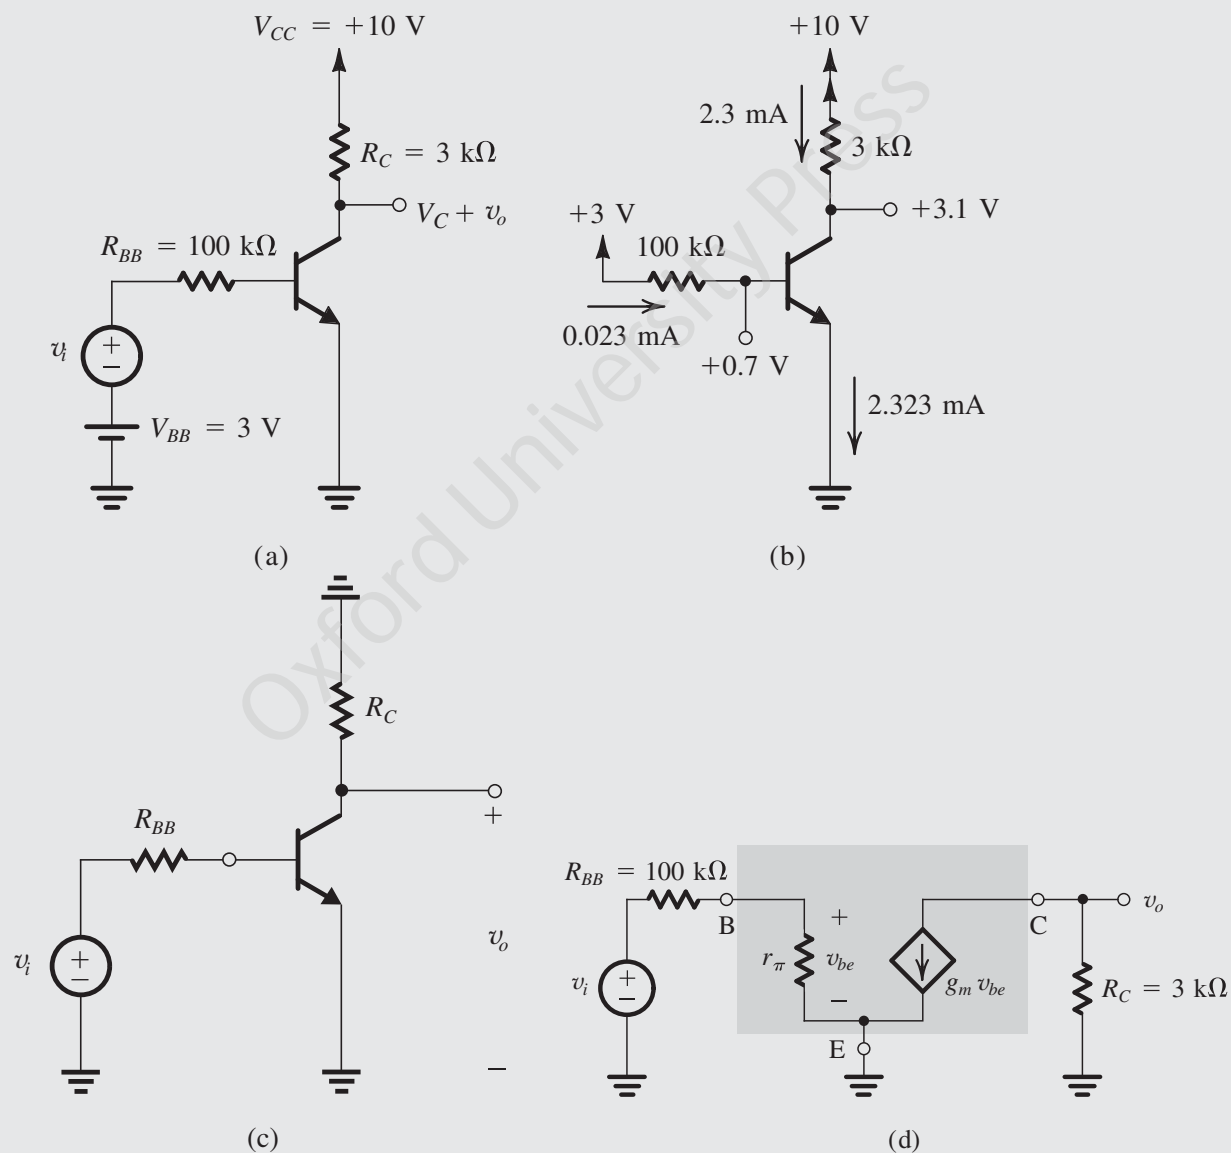 V_CC = +10 V
R_C = 3 kΩ
V_C + v_o
R_BB = 100 kΩ
v_i
+
−
V_BB = 3 V
(a)
+10 V
2.3 mA
3 kΩ
+3.1 V
+3 V
100 kΩ
0.023 mA
+0.7 V
2.323 mA
(b)
R_C
+
R_BB
v_i
+
−
v_o
−
(c)
R_BB = 100 kΩ
B
C
v_o
v_i
+
−
r_π
+
v_be
−
g_m v_be
R_C = 3 kΩ
E
(d)
Oxford University Press